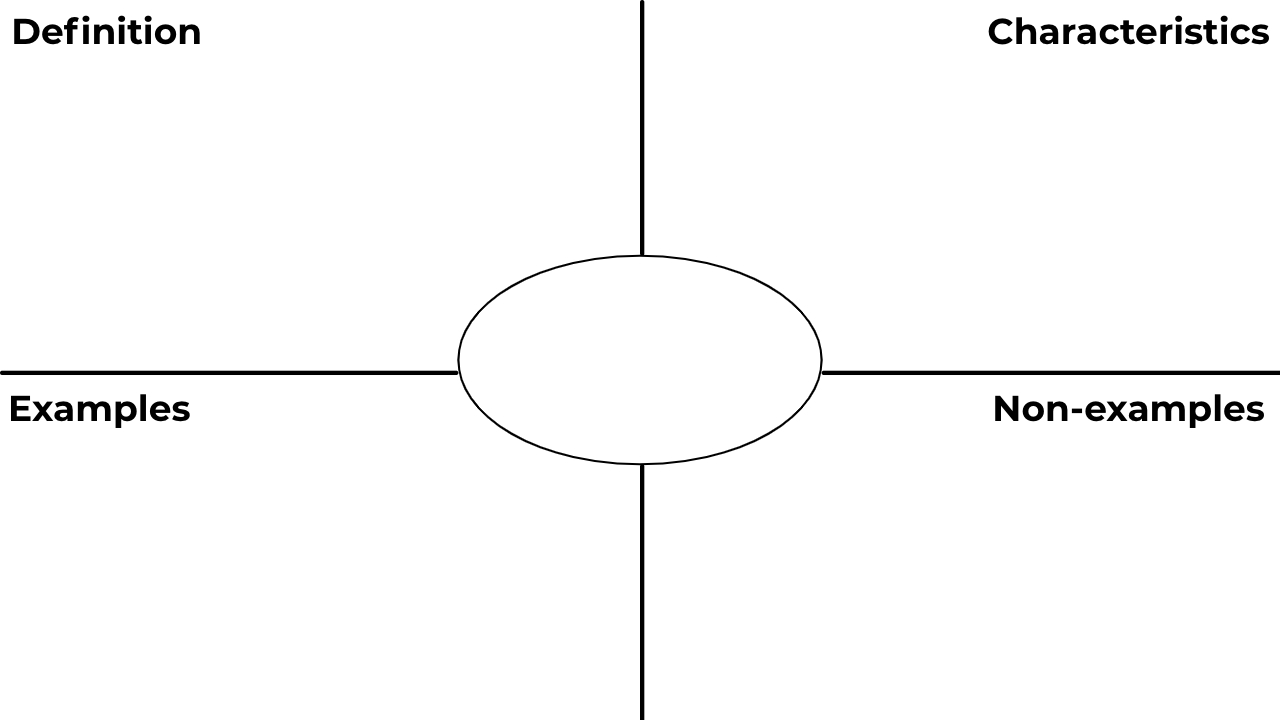 Definition
Characteristics
Examples
Non-examples